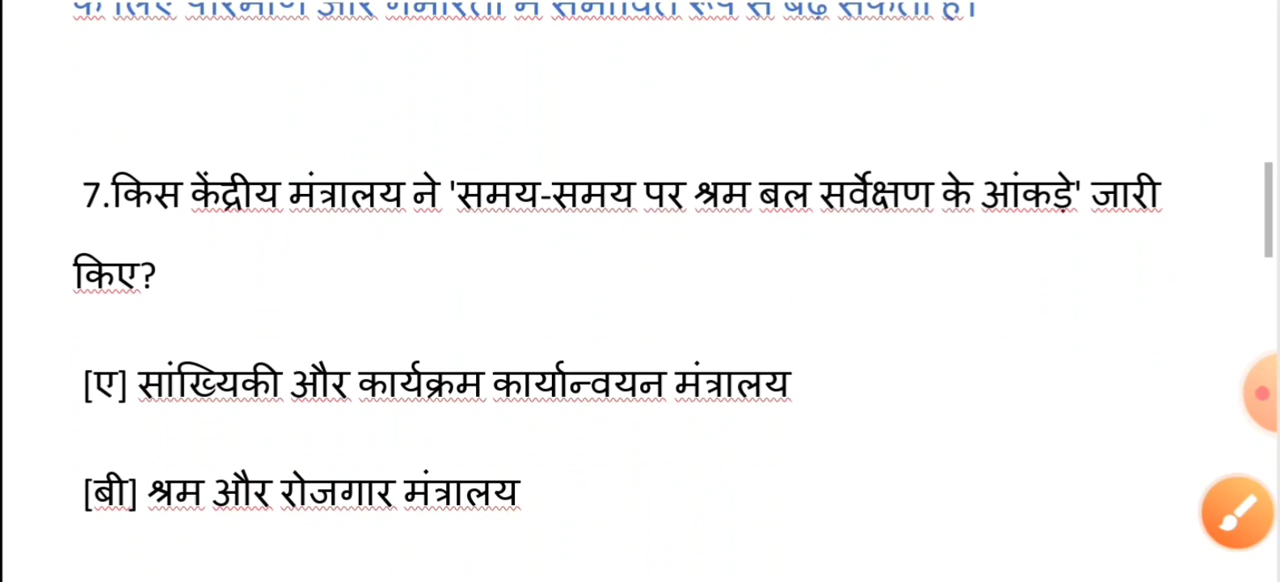 7.किस केंद्रीय मंत्रालय ने 'समय-समय पर श्रम बल सर्वेक्षण के आंकड़े' जारी
किए?
[ए] सांख्यिकी और कार्यक्रम कार्यान्वयन मंत्रालय
[बी] श्रम और रोजगार मंत्रालय